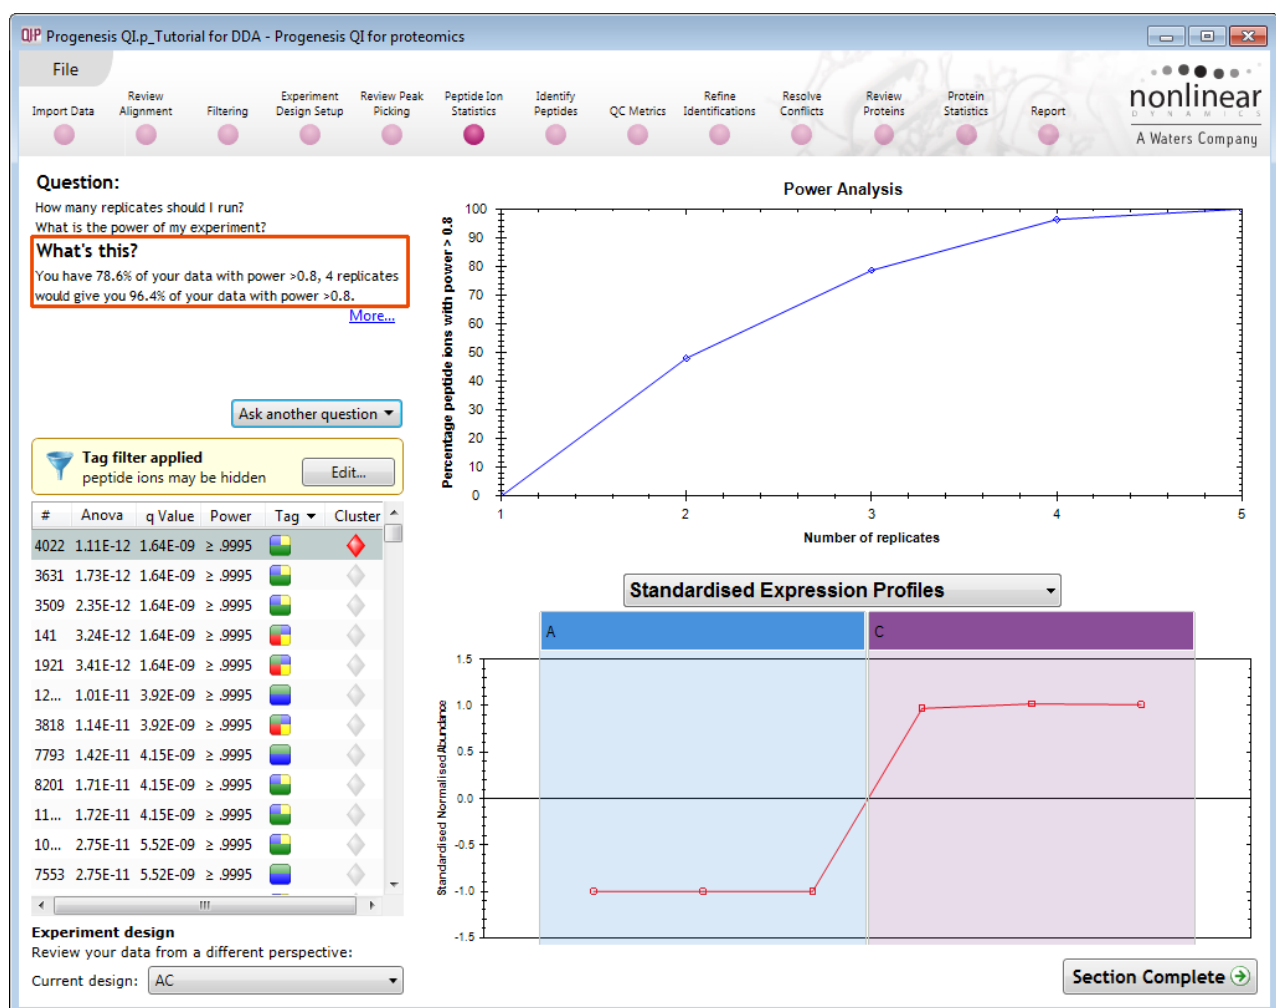 QI.P Progenesis QI.p_Tutorial for DDA - Progenesis QI for proteomics
File
Import Data
Review Alignment
Filtering
Experiment Design Setup
Review Peak Picking
Peptide Ion Statistics
Identify Peptides
QC Metrics
Refine Identifications
Resolve Conflicts
Review Proteins
Protein Statistics
Report
nonlinear
DYNAMICS
A Waters Company
Question:
How many replicates should I run?
What is the power of my experiment?
What's this?
You have 78.6% of your data with power >0.8, 4 replicates
would give you 96.4% of your data with power >0.8.
More...
Ask another question
Tag filter applied
peptide ions may be hidden
Edit...
# Anova q Value Power Tag Cluster
4022 1.11E-12 1.64E-09 ≥ .9995
3631 1.73E-12 1.64E-09 ≥ .9995
3509 2.35E-12 1.64E-09 ≥ .9995
141 3.24E-12 1.64E-09 ≥ .9995
1921 3.41E-12 1.64E-09 ≥ .9995
12... 1.01E-11 3.92E-09 ≥ .9995
3818 1.14E-11 3.92E-09 ≥ .9995
7793 1.42E-11 4.15E-09 ≥ .9995
8201 1.71E-11 4.15E-09 ≥ .9995
11... 1.72E-11 4.15E-09 ≥ .9995
10... 2.75E-11 5.52E-09 ≥ .9995
7553 2.75E-11 5.52E-09 ≥ .9995
Experiment design
Review your data from a different perspective:
Current design: AC
Power Analysis
Percentage peptide ions with power > 0.8
100
90
80
70
60
50
40
30
20
10
0
1 2 3 4 5
Number of replicates
Standardised Expression Profiles
A C
Standardised Normalised Abundance
1.5
1.0
0.5
0.0
-0.5
-1.0
-1.5
Section Complete